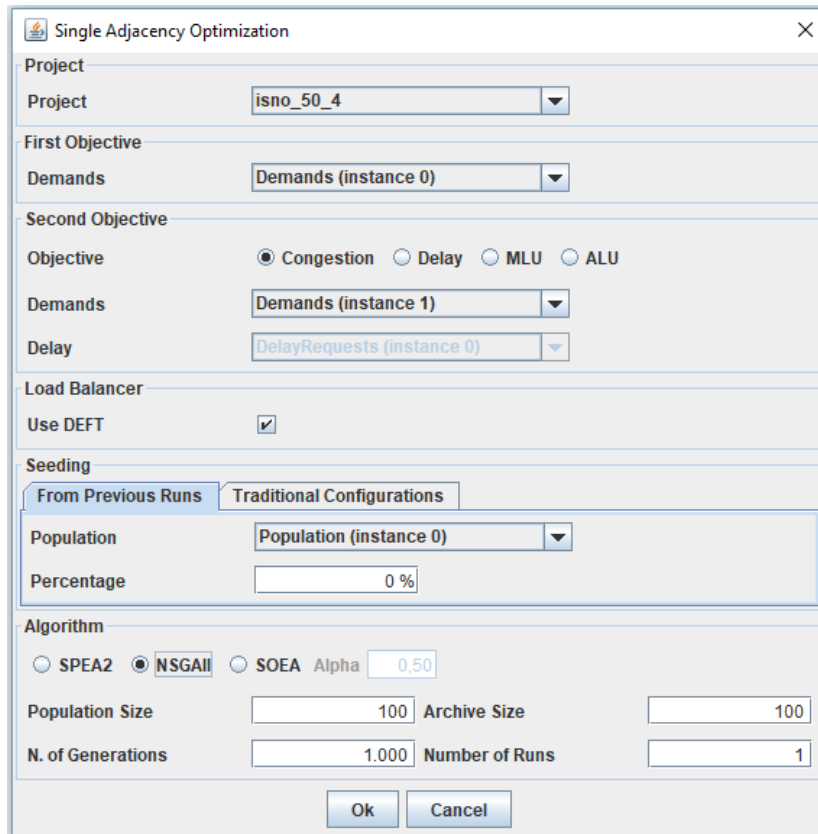 Single Adjacency Optimization
Project
Project isno_50_4
First Objective
Demands Demands (instance 0)
Second Objective
Objective Congestion Delay MLU ALU
Demands Demands (instance 1)
Delay DelayRequests (instance 0)
Load Balancer
Use DEFT
Seeding
From Previous Runs Traditional Configurations
Population Population (instance 0)
Percentage 0 %
Algorithm
SPEA2 NSGAII SOEA Alpha 0,50
Population Size 100 Archive Size 100
N. of Generations 1.000 Number of Runs 1
Ok Cancel